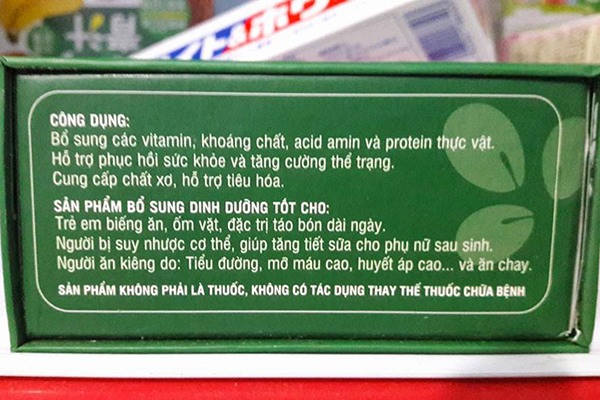 青汁
CÔNG DỤNG:
Bổ sung các vitamin, khoáng chất, acid amin và protein thực vật.
Hỗ trợ phục hồi sức khỏe và tăng cường thể trạng.
Cung cấp chất xơ, hỗ trợ tiêu hóa.
SẢN PHẨM BỔ SUNG DINH DƯỠNG TỐT CHO:
Trẻ em biếng ăn, ốm vặt, đặc trị táo bón dài ngày.
Người bị suy nhược cơ thể, giúp tăng tiết sữa cho phụ nữ sau sinh.
Người ăn kiêng do: Tiểu đường, mỡ máu cao, huyết áp cao... và ăn chay.
SẢN PHẨM KHÔNG PHẢI LÀ THUỐC, KHÔNG CÓ TÁC DỤNG THAY THẾ THUỐC CHỮA BỆNH